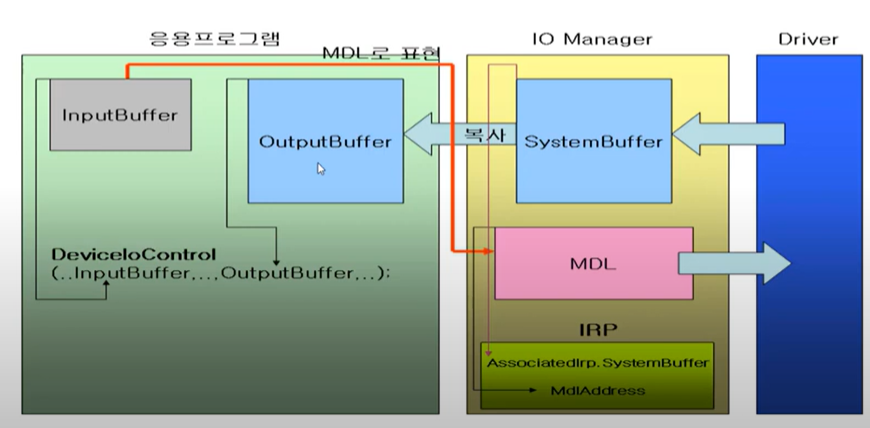 응용프로그램
MDL로 표현
IO Manager
Driver
InputBuffer
OutputBuffer
복사
SystemBuffer
DeviceIoControl
(..InputBuffer,..,OutputBuffer,..);
MDL
IRP
AssociatedIrp.SystemBuffer
MdlAddress